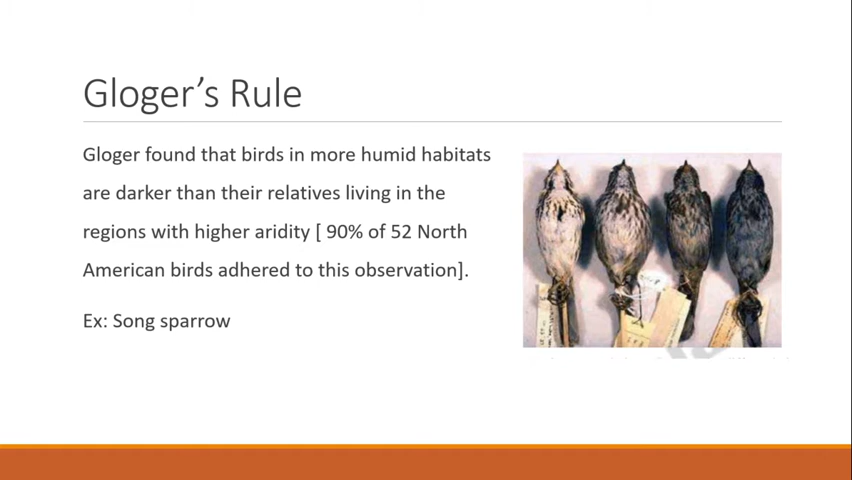 Gloger’s Rule
Gloger found that birds in more humid habitats
are darker than their relatives living in the
regions with higher aridity [ 90% of 52 North
American birds adhered to this observation].
Ex: Song sparrow